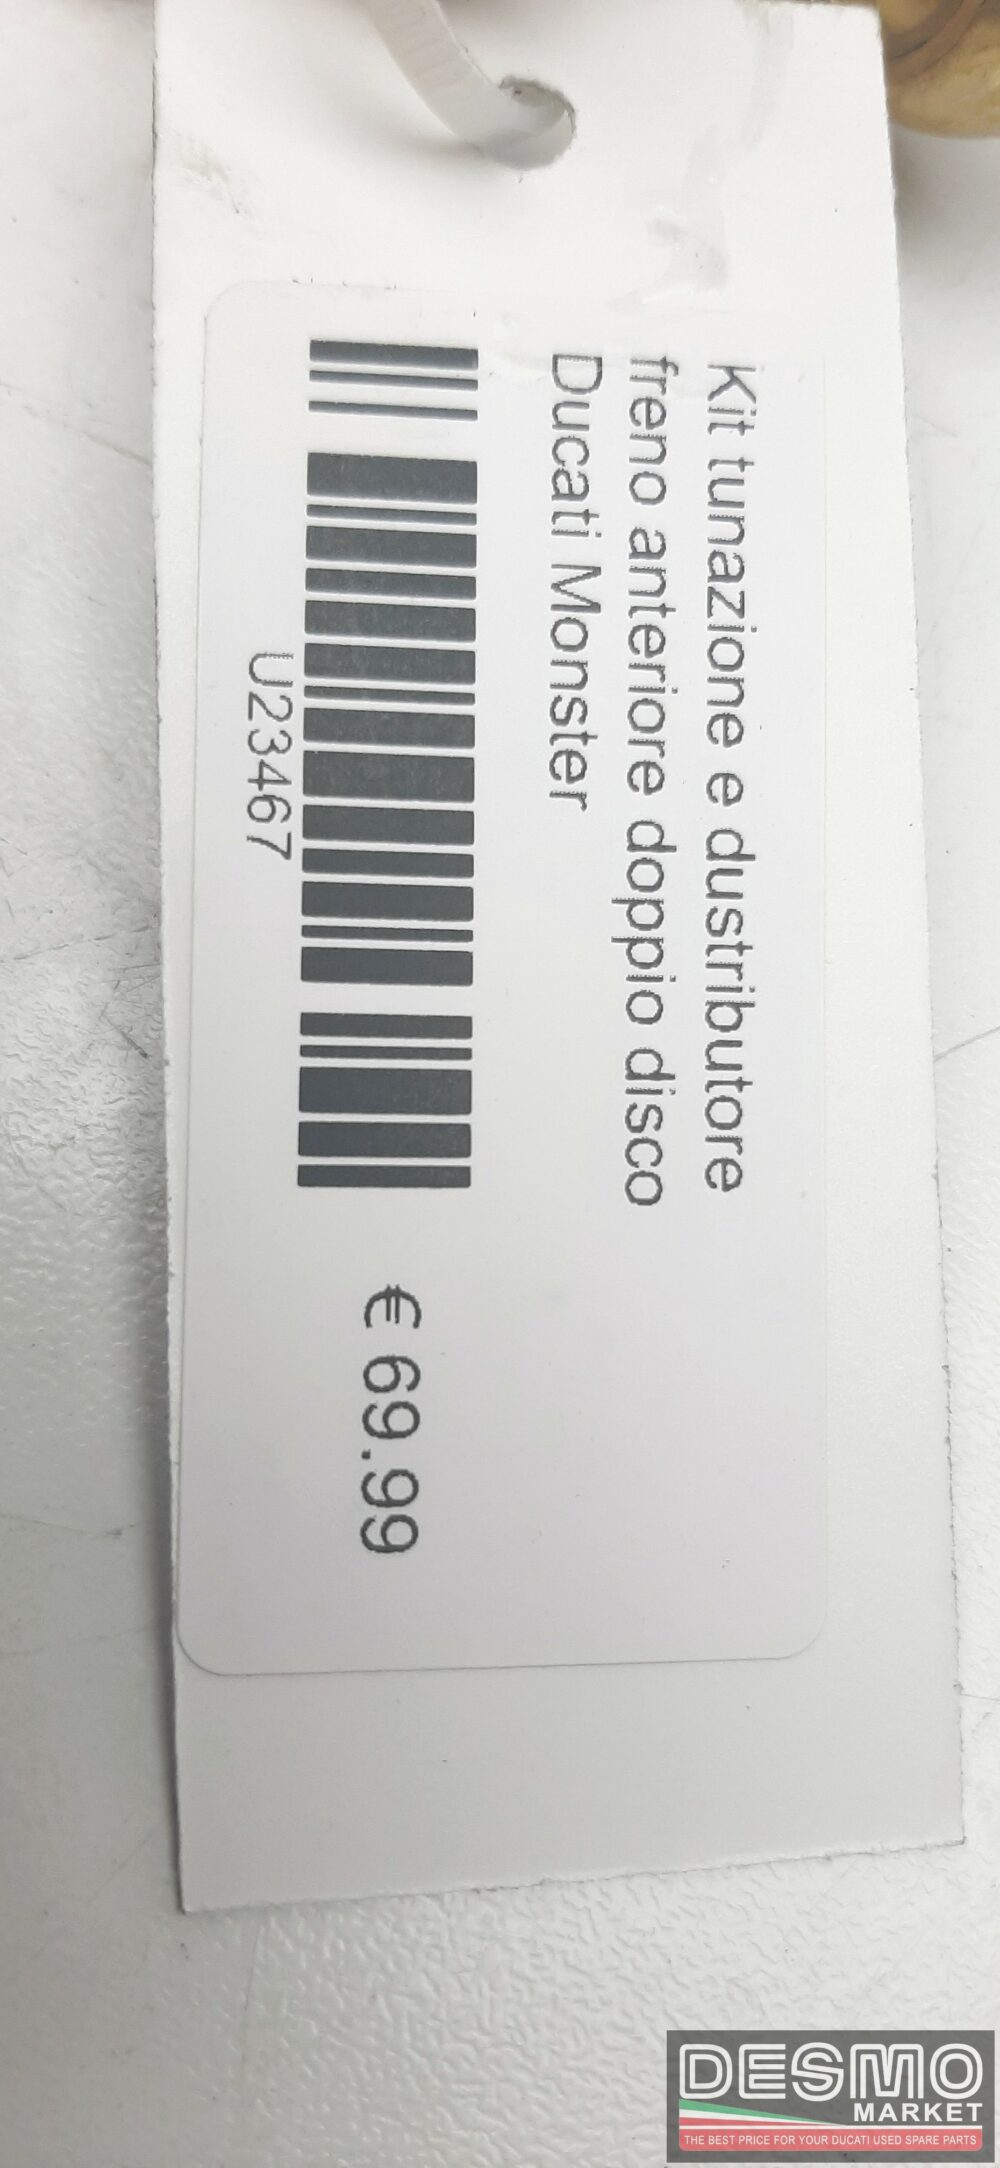 Kit tunazione e dustributore
freno anteriore doppio disco
Ducati Monster
U23467
€ 69.99
DESMO
MARKET
THE BEST PRICE FOR YOUR DUCATI USED SPARE PARTS